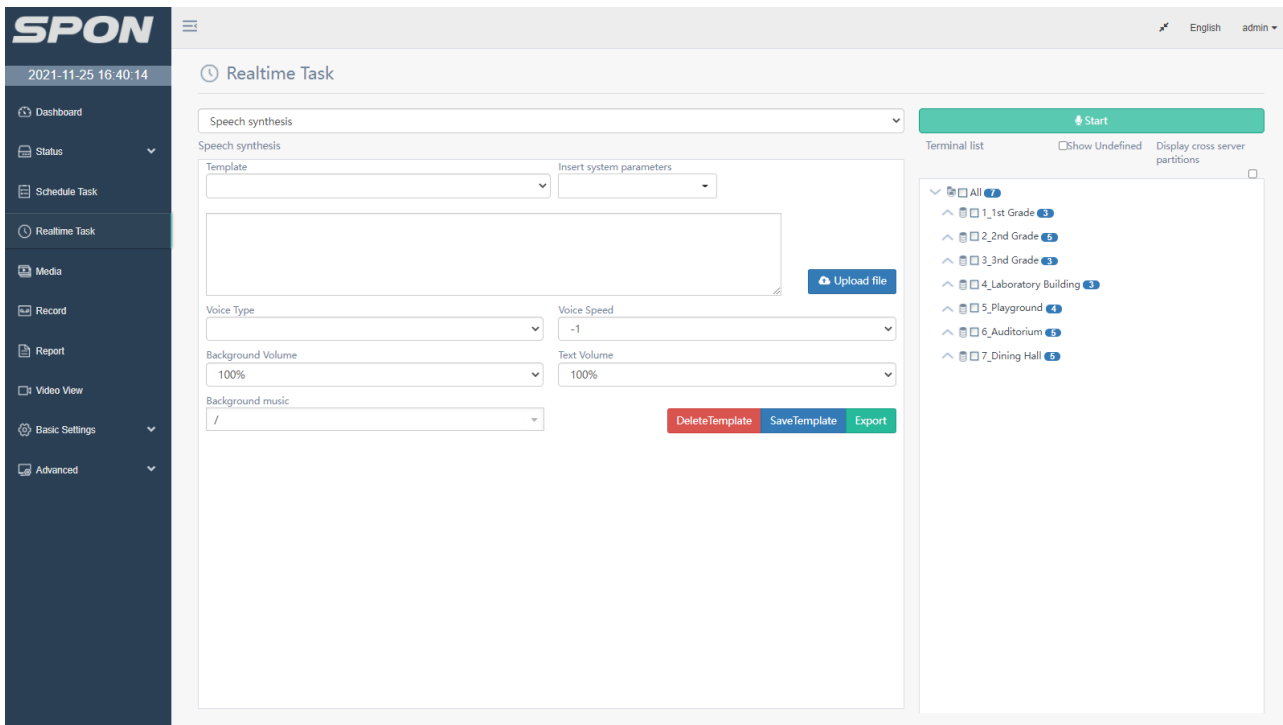 SPON
English
admin
2021-11-25 16:40:14
Realtime Task
Dashboard
Status
Schedule Task
Realtime Task
Media
Record
Report
Video View
Basic Settings
Advanced
Speech synthesis
Speech synthesis
Template
Insert system parameters
Upload file
Voice Type
Voice Speed
-1
Background Volume
Text Volume
100%
100%
Background music
/
DeleteTemplate
SaveTemplate
Export
Start
Terminal list
Show Undefined
Display cross server
partitions
All 7
1_1st Grade 3
2_2nd Grade 5
3_3nd Grade 3
4_Laboratory Building 3
5_Playground 4
6_Auditorium 5
7_Dining Hall 5